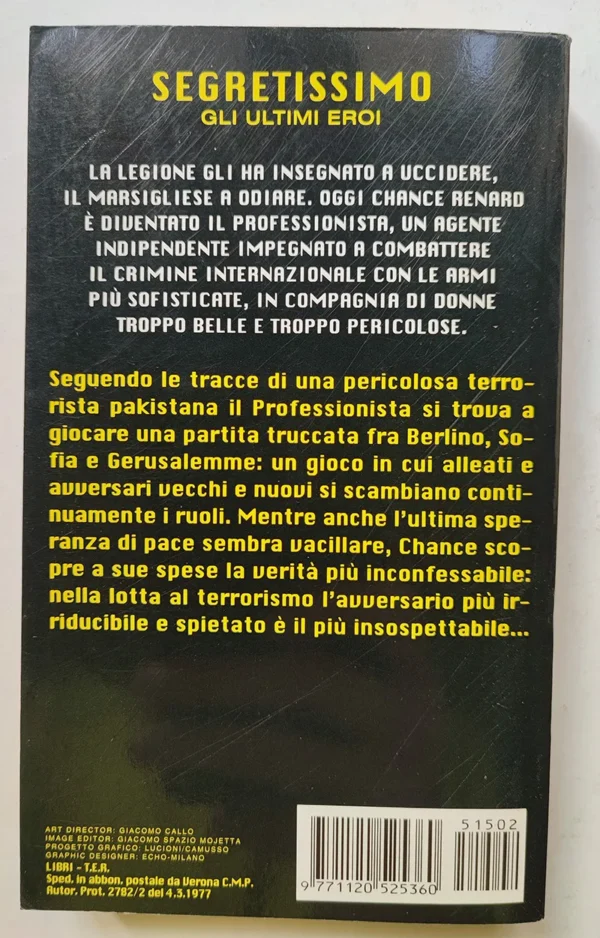 SEGRETISSIMO
GLI ULTIMI EROI
LA LEGIONE GLI HA INSEGNATO A UCCIDERE,
IL MARSIGLIESE A ODIARE. OGGI CHANCE RENARD
È DIVENTATO IL PROFESSIONISTA, UN AGENTE
INDIPENDENTE IMPEGNATO A COMBATTERE
IL CRIMINE INTERNAZIONALE CON LE ARMI
PIÙ SOFISTICATE, IN COMPAGNIA DI DONNE
TROPPO BELLE E TROPPO PERICOLOSE.
Seguendo le tracce di una pericolosa terro-
rista pakistana il Professionista si trova a
giocare una partita truccata fra Berlino, So-
fia e Gerusalemme: un gioco in cui alleati e
avversari vecchi e nuovi si scambiano conti-
nuamente i ruoli. Mentre anche l'ultima spe-
ranza di pace sembra vacillare, Chance sco-
pre a sue spese la verità più inconfessabile:
nella lotta al terrorismo l'avversario più ir-
riducibile e spietato è il più insospettabile...
ART DIRECTOR: GIACOMO CALLO
IMAGE EDITOR: GIACOMO SPAZIO MOJETTA
PROGETTO GRAFICO: LUCIONI/CAMUSSO
GRAPHIC DESIGNER: ECHO-MILANO
LIBRI - T.E.R.
Sped. in abbon. postale da Verona C.M.P.
Autor. Prot. 2782/2 del 4.3.1977
51502
9 771120 525360